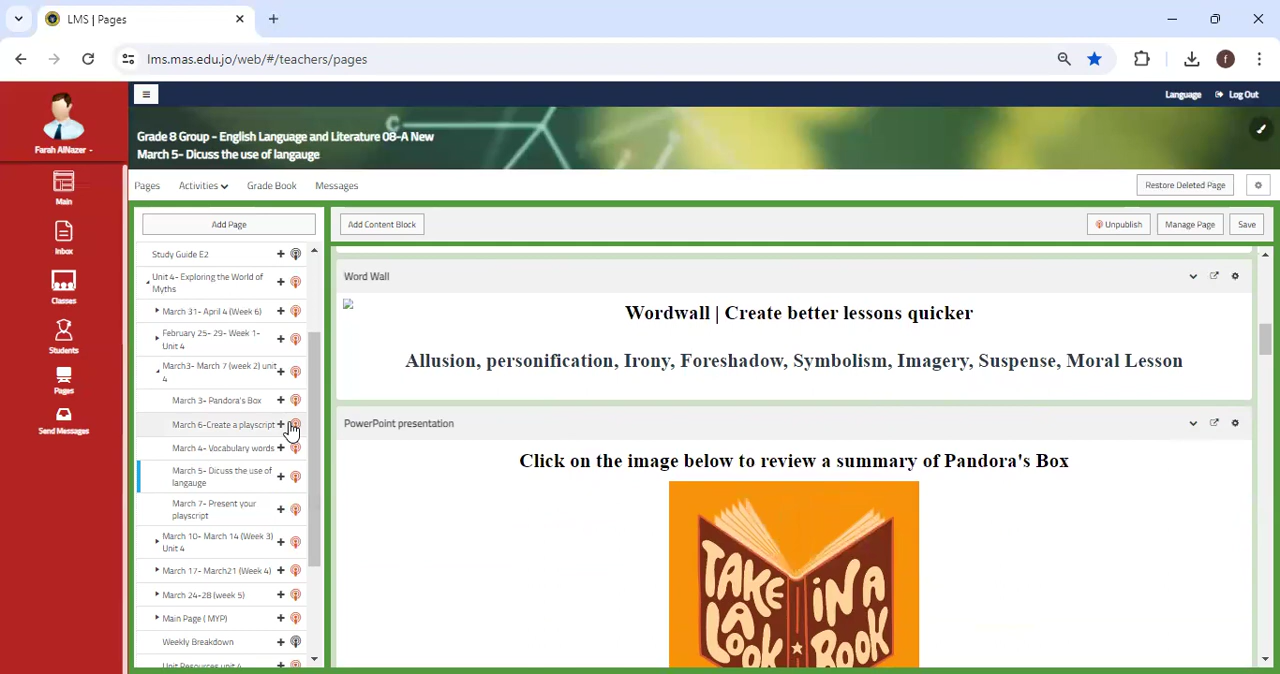 LMS | Pages
lms.mas.edu.jo/web/#/teachers/pages
f
Language
Log Out
Farah AlNazer
Grade 8 Group - English Language and Literature 08-A New
March 5- Dicuss the use of langauge
Pages
Activities
Grade Book
Messages
Restore Deleted Page
Main
Inbox
Classes
Students
Pages
Send Messages
Add Page
Study Guide E2
Unit 4- Exploring the World of
Myths
March 31- April 4 (Week 6)
February 25- 29- Week 1-
Unit 4
March3- March 7 (week 2) unit
4
March 3- Pandora's Box
March 6-Create a playscript
March 4- Vocabulary words
March 5- Dicuss the use of
langauge
March 7- Present your
playscript
March 10- March 14 (Week 3)
Unit 4
March 17- March21 (Week 4)
March 24-28 (week 5)
Main Page ( MYP)
Weekly Breakdown
Unit Resources unit 4
Add Content Block
Unpublish
Manage Page
Save
Word Wall
Wordwall | Create better lessons quicker
Allusion, personification, Irony, Foreshadow, Symbolism, Imagery, Suspense, Moral Lesson
PowerPoint presentation
Click on the image below to review a summary of Pandora's Box
TAKE
A
LOOK
IN A
BOOK